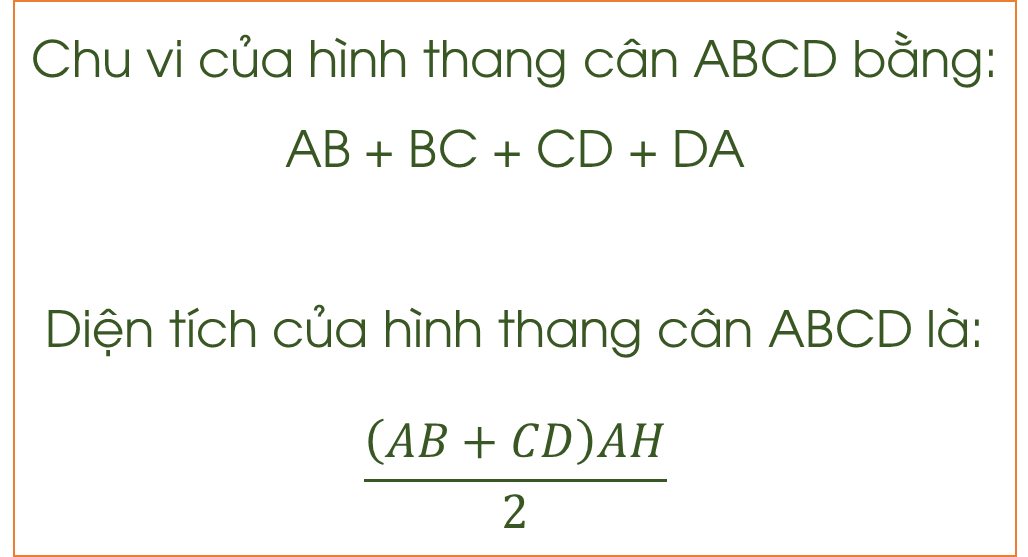 Chu vi của hình thang cân ABCD bằng:
AB + BC + CD + DA
Diện tích của hình thang cân ABCD là:
(AB + CD)AH
2